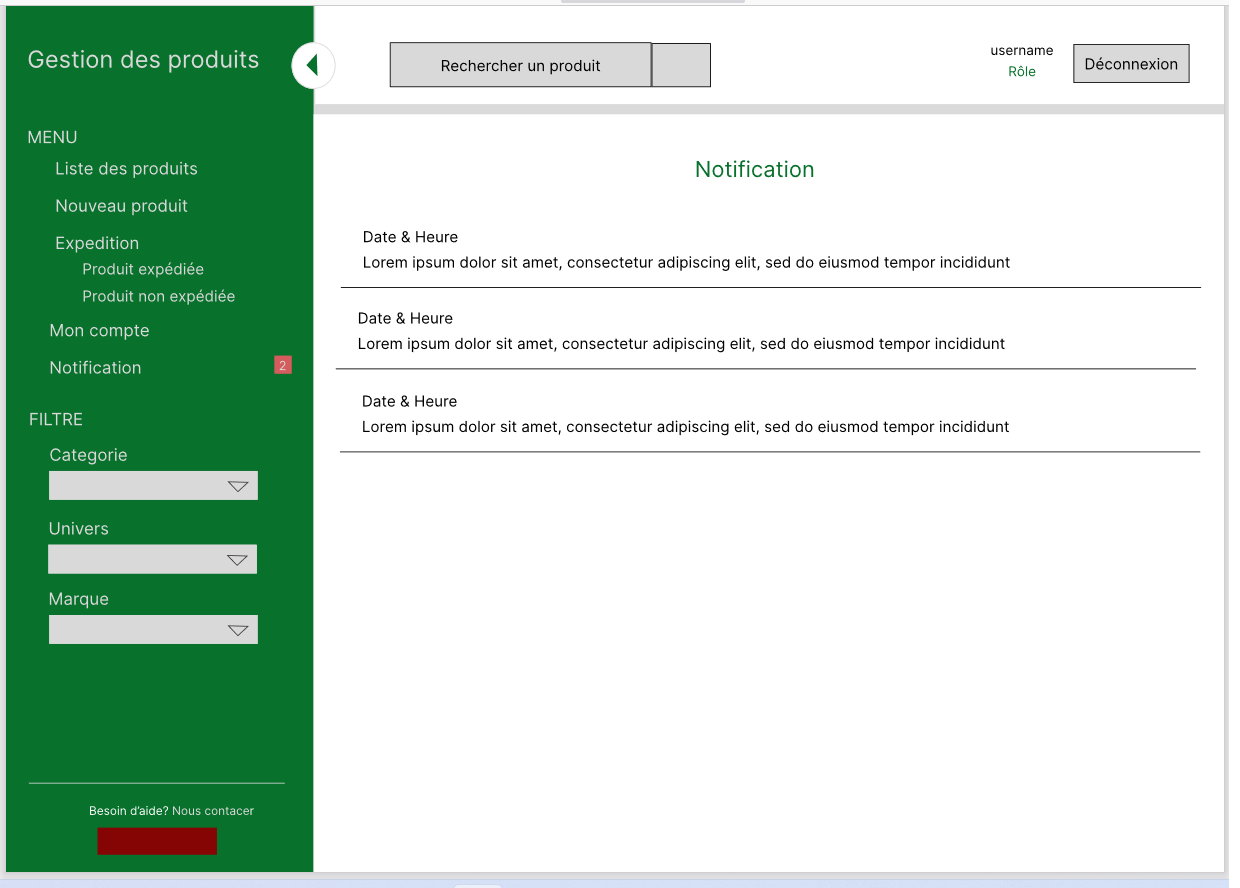 Gestion des produits
MENU
Liste des produits
Nouveau produit
Expedition
Produit expédiée
Produit non expédiée
Mon compte
Notification 2
FILTRE
Categorie
Univers
Marque
Besoin d'aide? Nous contacer
Rechercher un produit
username
Rôle
Déconnexion
Notification
Date & Heure
Lorem ipsum dolor sit amet, consectetur adipiscing elit, sed do eiusmod tempor incididunt
Date & Heure
Lorem ipsum dolor sit amet, consectetur adipiscing elit, sed do eiusmod tempor incididunt
Date & Heure
Lorem ipsum dolor sit amet, consectetur adipiscing elit, sed do eiusmod tempor incididunt